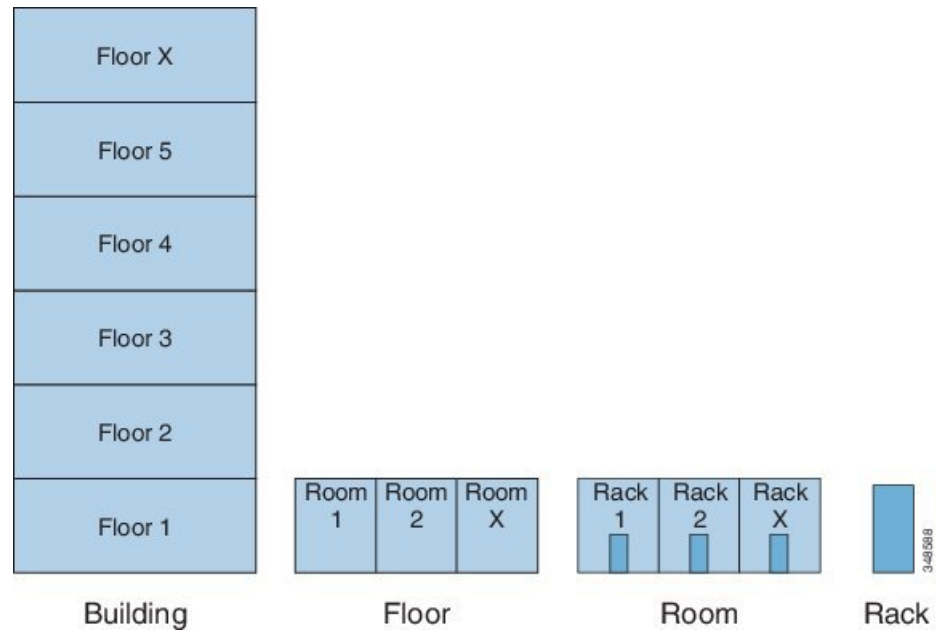 Floor X
Floor 5
Floor 4
Floor 3
Floor 2
Floor 1
Building
Room Room Room
1 2 X
Floor
Rack Rack Rack
1 2 X
Room
Rack
348588